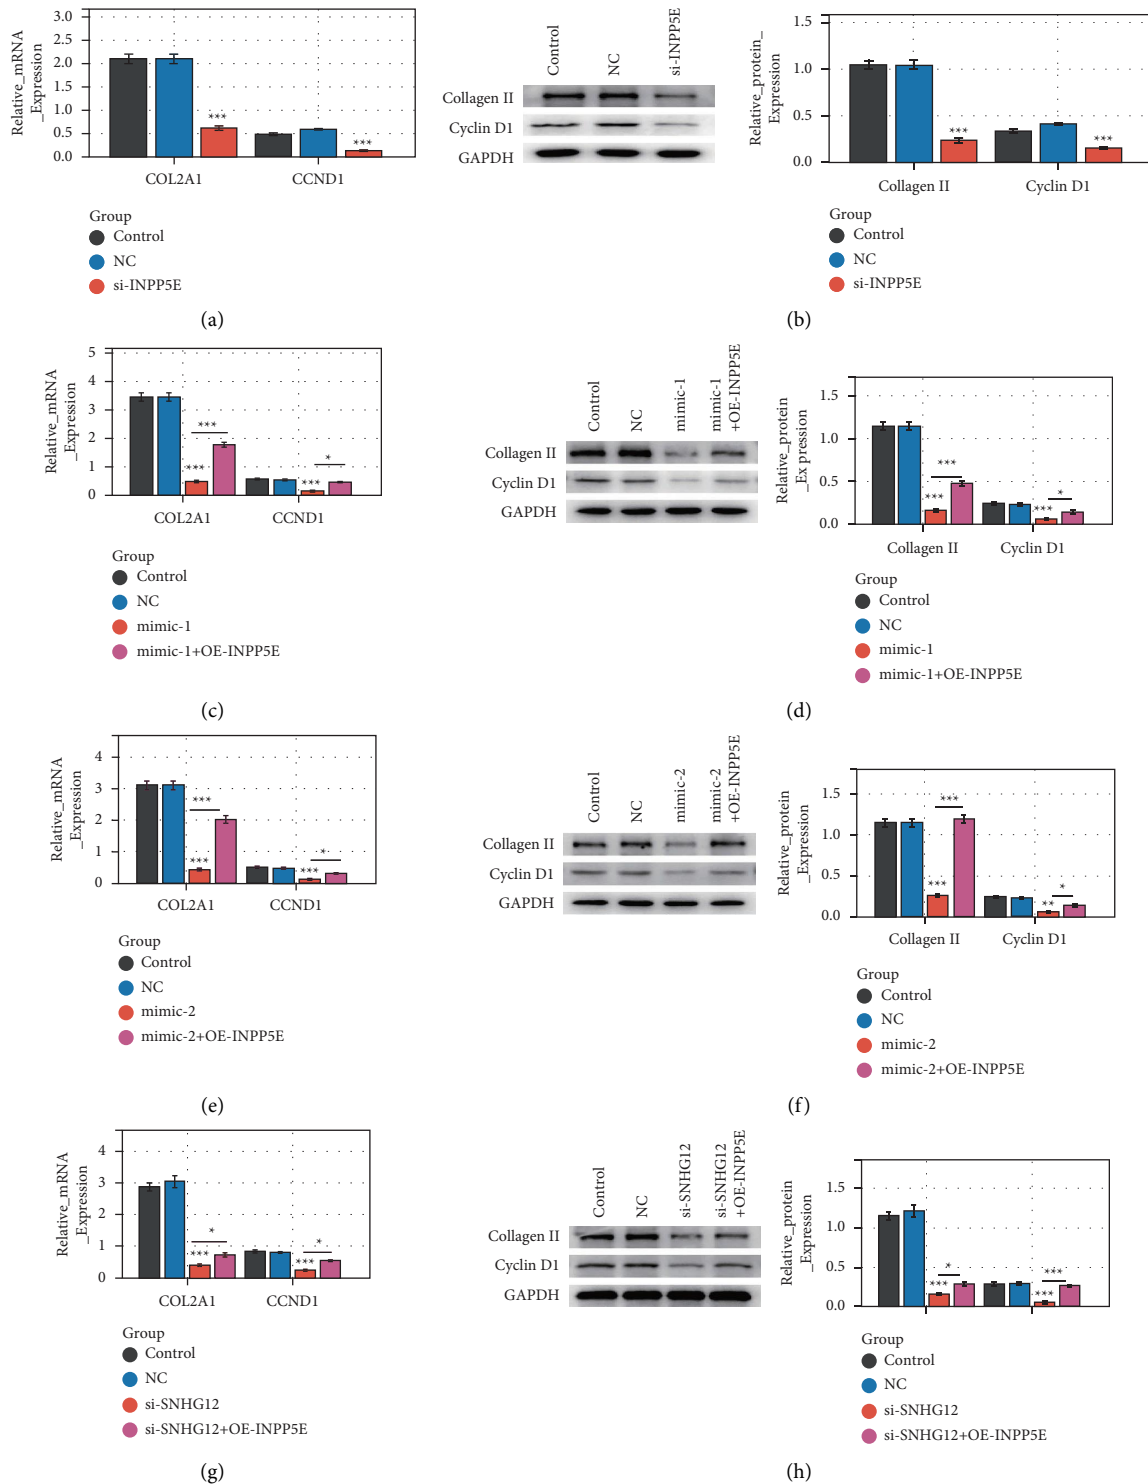 Relative_mRNA
_Expression
3.0
2.5
2.0
1.5
1.0
0.5
0.0
***
***
COL2A1
CCND1
Group
Control
NC
si-INPP5E
(a)
Control
NC
si-INPP5E
Collagen II
Cyclin D1
GAPDH
Relative_protein_
Expression
1.5
1.0
0.5
0.0
***
***
Collagen II
Cyclin D1
Group
Control
NC
si-INPP5E
(b)
Relative_mRNA
_Expression
5
4
3
2
1
0
***
***
***
*
COL2A1
CCND1
Group
Control
NC
mimic-1
mimic-1+OE-INPP5E
(c)
Control
NC
mimic-1
mimic-1
+OE-INPP5E
Collagen II
Cyclin D1
GAPDH
Relative_protein
_Ex pression
1.5
1.0
0.5
0.0
***
***
***
*
Collagen II
Cyclin D1
Group
Control
NC
mimic-1
mimic-1+OE-INPP5E
(d)
Relative_mRNA
_Expression
4
3
2
1
0
***
***
***
*
COL2A1
CCND1
Group
Control
NC
mimic-2
mimic-2+OE-INPP5E
(e)
Control
NC
mimic-2
mimic-2
+OE-INPP5E
Collagen II
Cyclin D1
GAPDH
Relative_protein
_Expression
1.5
1.0
0.5
0.0
***
***
**
*
Collagen II
Cyclin D1
Group
Control
NC
mimic-2
mimic-2+OE-INPP5E
(f)
Relative_mRNA
_Expression
4
3
2
1
0
***
*
***
*
COL2A1
CCND1
Group
Control
NC
si-SNHG12
si-SNHG12+OE-INPP5E
(g)
Control
NC
si-SNHG12
si-SNHG12
+OE-INPP5E
Collagen II
Cyclin D1
GAPDH
Relative_protein
_Expression
1.5
1.0
0.5
0.0
***
*
***
***
Group
Control
NC
si-SNHG12
si-SNHG12+OE-INPP5E
(h)